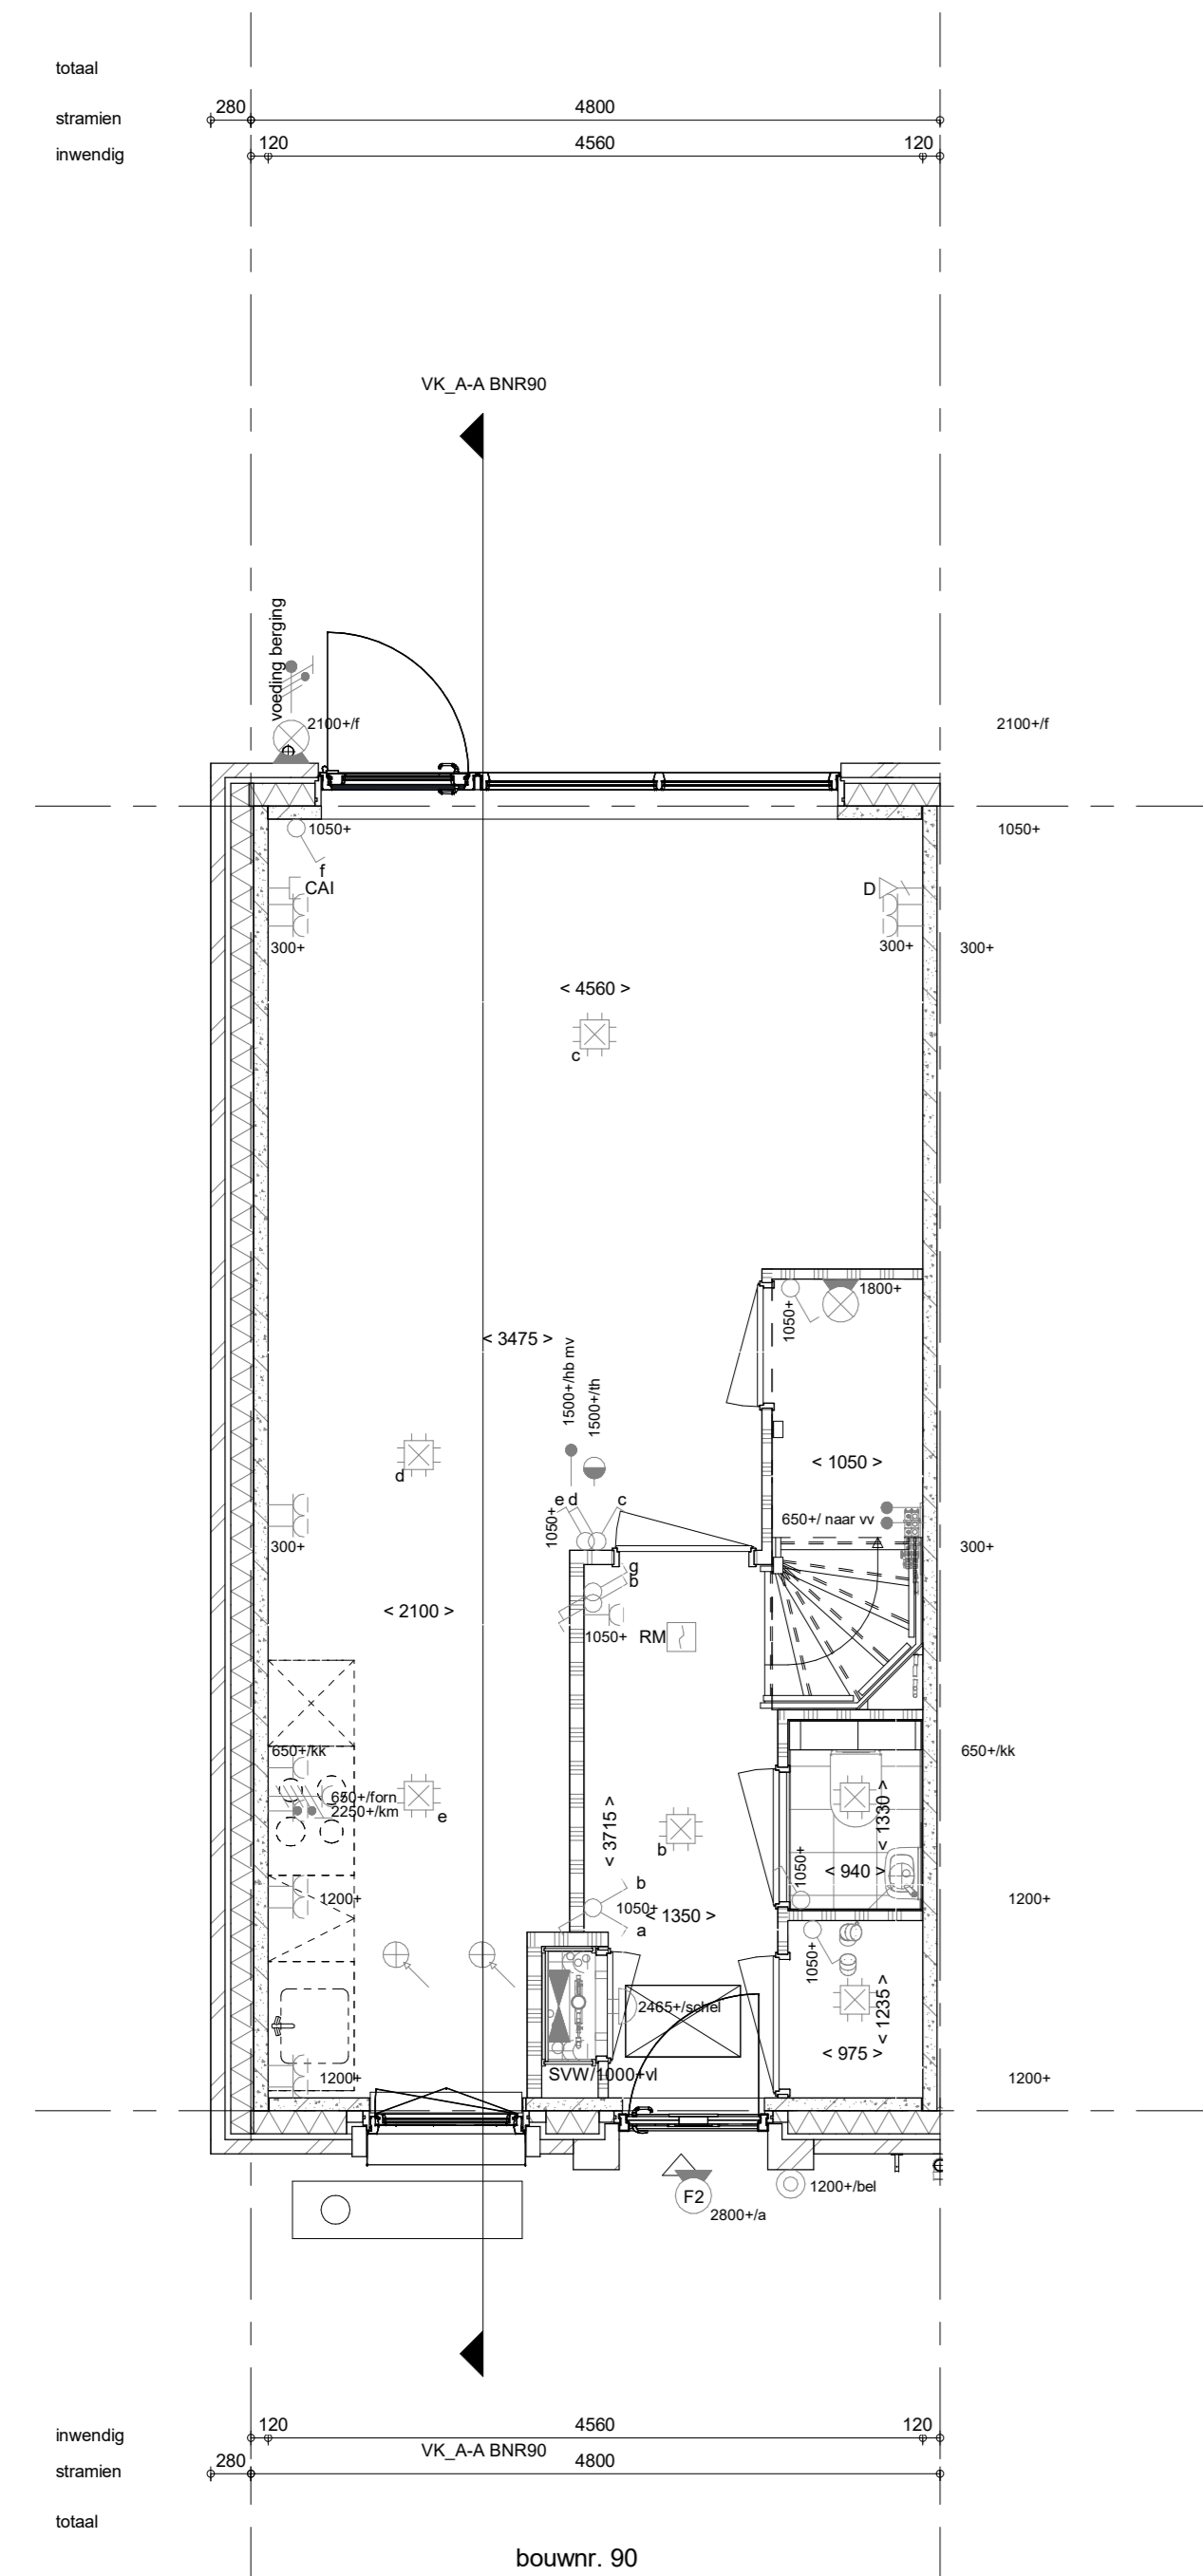 totaal
280 4800
stramien
120 4560 120
inwendig
VK_A-A BNR90
voeding berging
2100+/f 2100+/f
1050+ 1050+
f
CAI D
300+ 300+ 300+
< 4560 >
c
1050+ 1800+
< 3475 >
1500+/hb mv
1500+/th
< 1050 >
d
e d c
1050+
650+/ naar vv
300+ 300+
g
b
< 2100 >
1050+ RM
650+/kk 650+/kk
650+/forn
2250+/km
e
< 3715 >
b
< 1330 >
1050+
< 940 >
b
1200+ 1050+ 1200+
< 1350 >
a
1050+
2465+/schel
< 1235 >
< 975 >
SVW/1000+vl
1200+ 1200+
F2
1200+/bel
2800+/a
120 4560 120
inwendig
VK_A-A BNR90
280 4800
stramien
totaal
bouwnr. 90